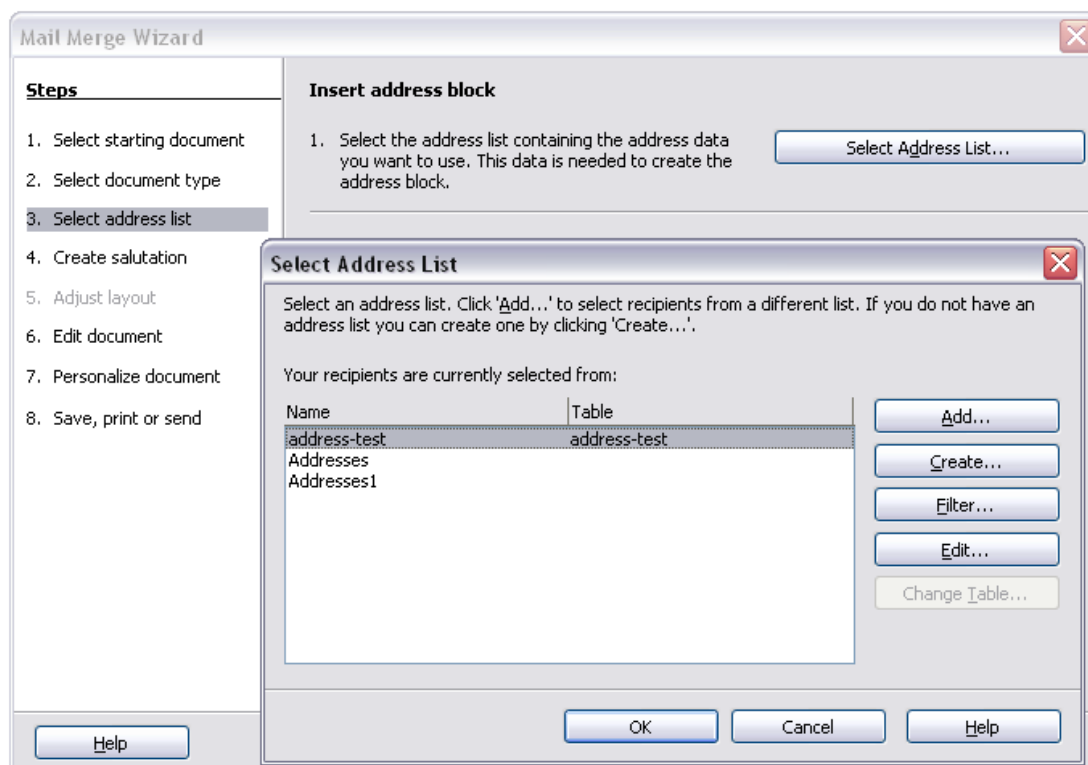 Mail Merge Wizard
Steps
1. Select starting document
2. Select document type
3. Select address list
4. Create salutation
5. Adjust layout
6. Edit document
7. Personalize document
8. Save, print or send
Help
Insert address block
1. Select the address list containing the address data
you want to use. This data is needed to create the
address block.
Select Address List...
Select Address List
Select an address list. Click 'Add...' to select recipients from a different list. If you do not have an
address list you can create one by clicking 'Create...'.
Your recipients are currently selected from:
Name Table
address-test address-test
Addresses
Addresses1
Add...
Create...
Filter...
Edit...
Change Table...
OK Cancel Help